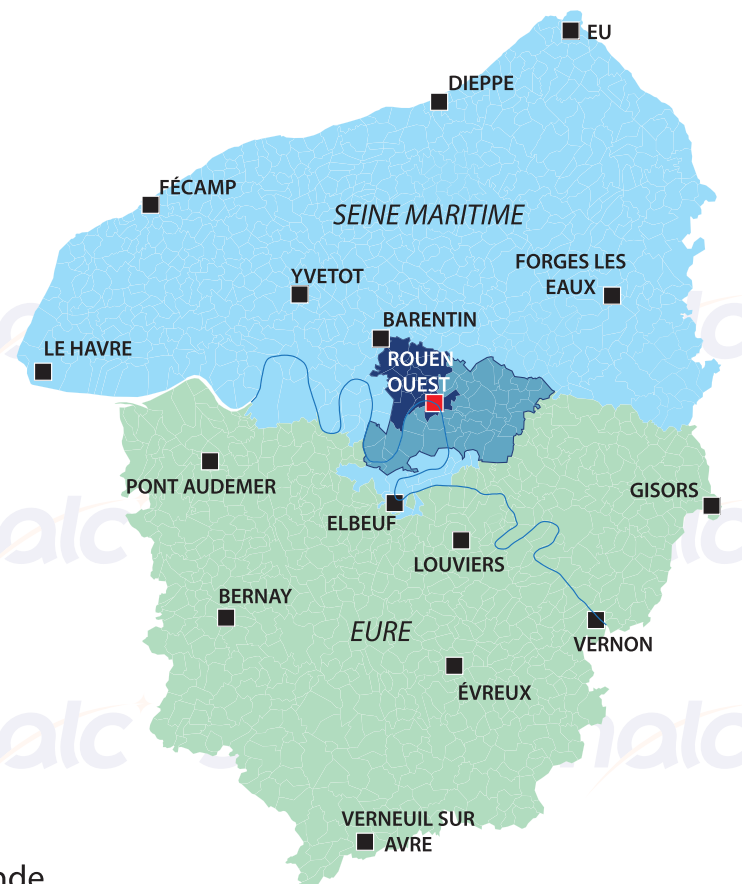 EU
DIEPPE
FÉCAMP
SEINE MARITIME
FORGES LES
EAUX
YVETOT
BARENTIN
LE HAVRE
ROUEN
OUEST
PONT AUDEMER
GISORS
ELBEUF
LOUVIERS
BERNAY
EURE
VERNON
ÉVREUX
VERNEUIL SUR
AVRE